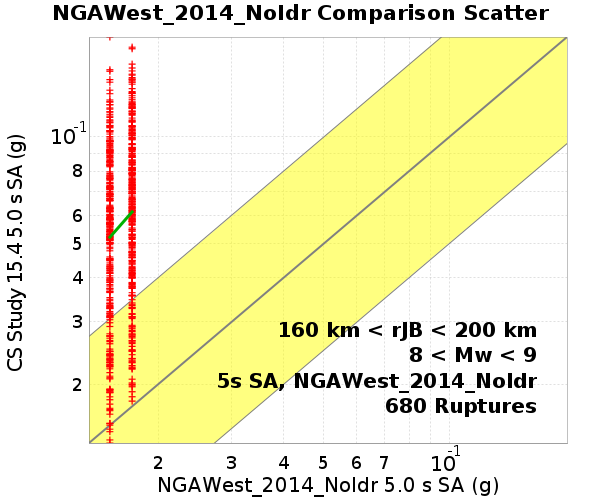 NGAWest_2014_NoIdr Comparison Scatter
CS Study 15.4 5.0 s SA (g)
10-1
8
6
5
4
3
2
160 km < rJB < 200 km
8 < Mw < 9
5s SA, NGAWest_2014_NoIdr
680 Ruptures
2 3 4 5 6 7 10-1
NGAWest_2014_NoIdr 5.0 s SA (g)